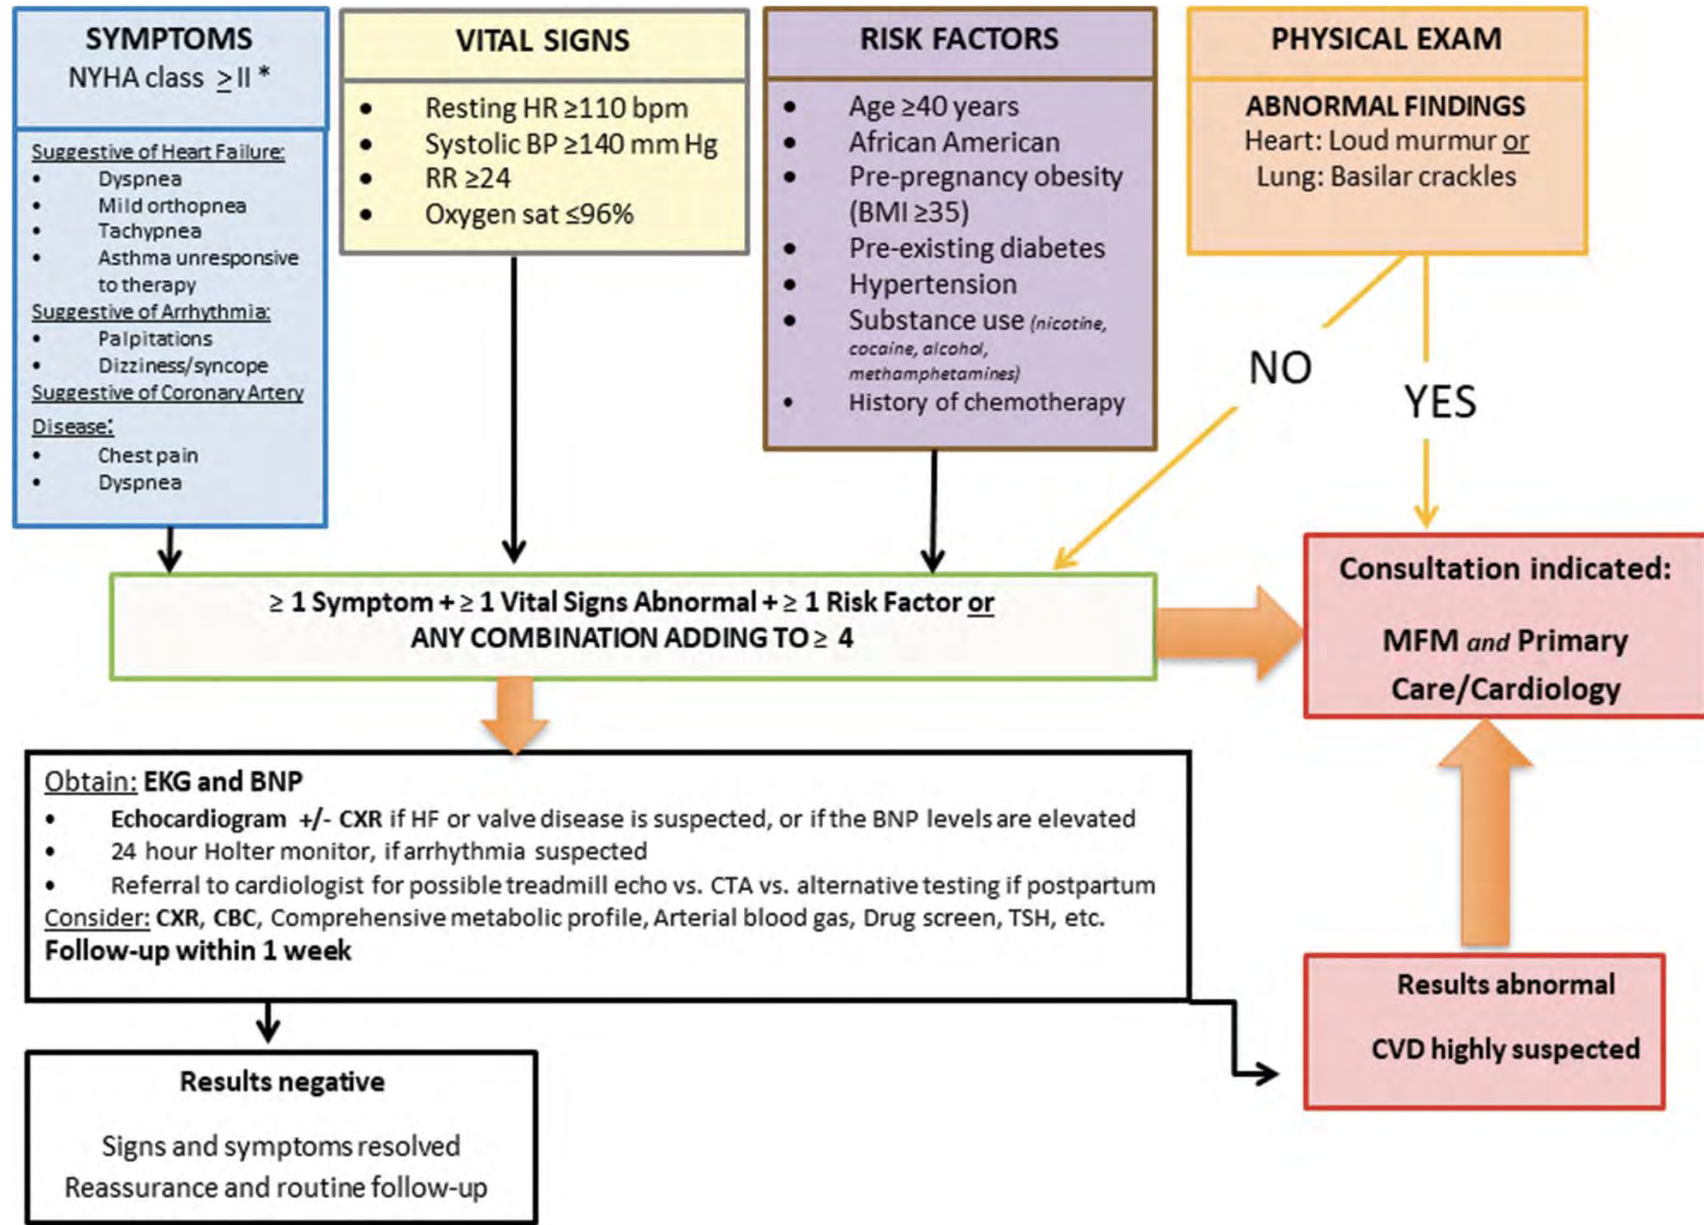 SYMPTOMS
NYHA class ≥ II *
Suggestive of Heart Failure:
• Dyspnea
• Mild orthopnea
• Tachypnea
• Asthma unresponsive
to therapy
Suggestive of Arrhythmia:
• Palpitations
• Dizziness/syncope
Suggestive of Coronary Artery
Disease:
• Chest pain
• Dyspnea
VITAL SIGNS
• Resting HR ≥110 bpm
• Systolic BP ≥140 mm Hg
• RR ≥24
• Oxygen sat ≤96%
RISK FACTORS
• Age ≥40 years
• African American
• Pre-pregnancy obesity
(BMI ≥35)
• Pre-existing diabetes
• Hypertension
• Substance use (nicotine,
cocaine, alcohol,
methamphetamines)
• History of chemotherapy
PHYSICAL EXAM
ABNORMAL FINDINGS
Heart: Loud murmur or
Lung: Basilar crackles
NO
YES
≥ 1 Symptom + ≥ 1 Vital Signs Abnormal + ≥ 1 Risk Factor or
ANY COMBINATION ADDING TO ≥ 4
Consultation indicated:
MFM and Primary
Care/Cardiology
Obtain: EKG and BNP
• Echocardiogram +/- CXR if HF or valve disease is suspected, or if the BNP levels are elevated
• 24 hour Holter monitor, if arrhythmia suspected
• Referral to cardiologist for possible treadmill echo vs. CTA vs. alternative testing if postpartum
Consider: CXR, CBC, Comprehensive metabolic profile, Arterial blood gas, Drug screen, TSH, etc.
Follow-up within 1 week
Results abnormal
CVD highly suspected
Results negative
Signs and symptoms resolved
Reassurance and routine follow-up